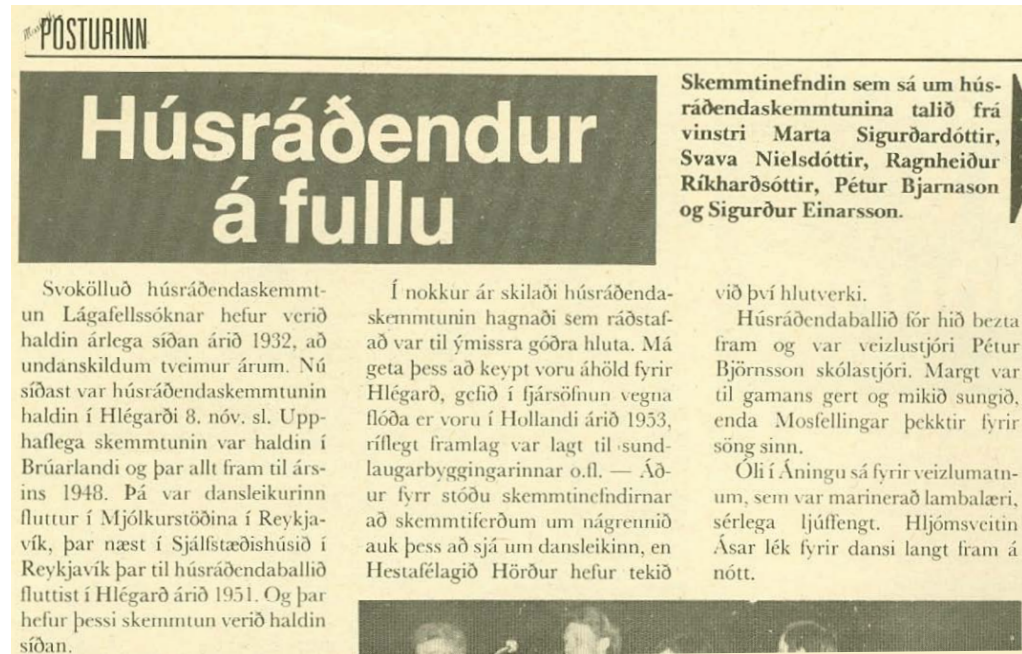 Mosfells
PÓSTURINN
Húsráðendur
á fullu
Skemmtinefndin sem sá um hús-
ráðendaskemmtunina talið frá
vinstri Marta Sigurðardóttir,
Svava Nielsdóttir, Ragnheiður
Ríkharðsóttir, Pétur Bjarnason
og Sigurður Einarsson.
Svokölluð húsráðendaskemmt-
un Lágafellssóknar hefur verið
haldin árlega síðan árið 1932, að
undanskildum tveimur árum. Nú
síðast var húsráðendaskemmtunin
haldin í Hlégarði 8. nóv. sl. Upp-
haflega skemmtunin var haldin í
Brúarlandi og þar allt fram til árs-
ins 1948. Þá var dansleikurinn
fluttur í Mjólkurstöðina í Reykja-
vík, þar næst í Sjálfstæðishúsið í
Reykjavík þar til húsráðendaballið
fluttist í Hlégarð árið 1951. Og þar
hefur þessi skemmtun verið haldin
síðan.
Í nokkur ár skilaði húsráðenda-
skemmtunin hagnaði sem ráðstaf-
að var til ýmissra góðra hluta. Má
geta þess að keypt voru áhöld fyrir
Hlégarð, gefið í fjársöfnun vegna
flóða er voru í Hollandi árið 1953,
ríflegt framlag var lagt til sund-
laugarbyggingarinnar o.fl. — Áð-
ur fyrr stóðu skemmtinefndirnar
að skemmtiferðum um nágrennið
auk þess að sjá um dansleikinn, en
Hestafélagið Hörður hefur tekið
við því hlutverki.
Húsráðendaballið fór hið bezta
fram og var veizlustjóri Pétur
Björnsson skólastjóri. Margt var
til gamans gert og mikið sungið,
enda Mosfellingar þekktir fyrir
söng sinn.
Óli í Áningu sá fyrir veizlumatn-
um, sem var marinerað lambalæri,
sérlega ljúffengt. Hljómsveitin
Ásar lék fyrir dansi langt fram á
nótt.